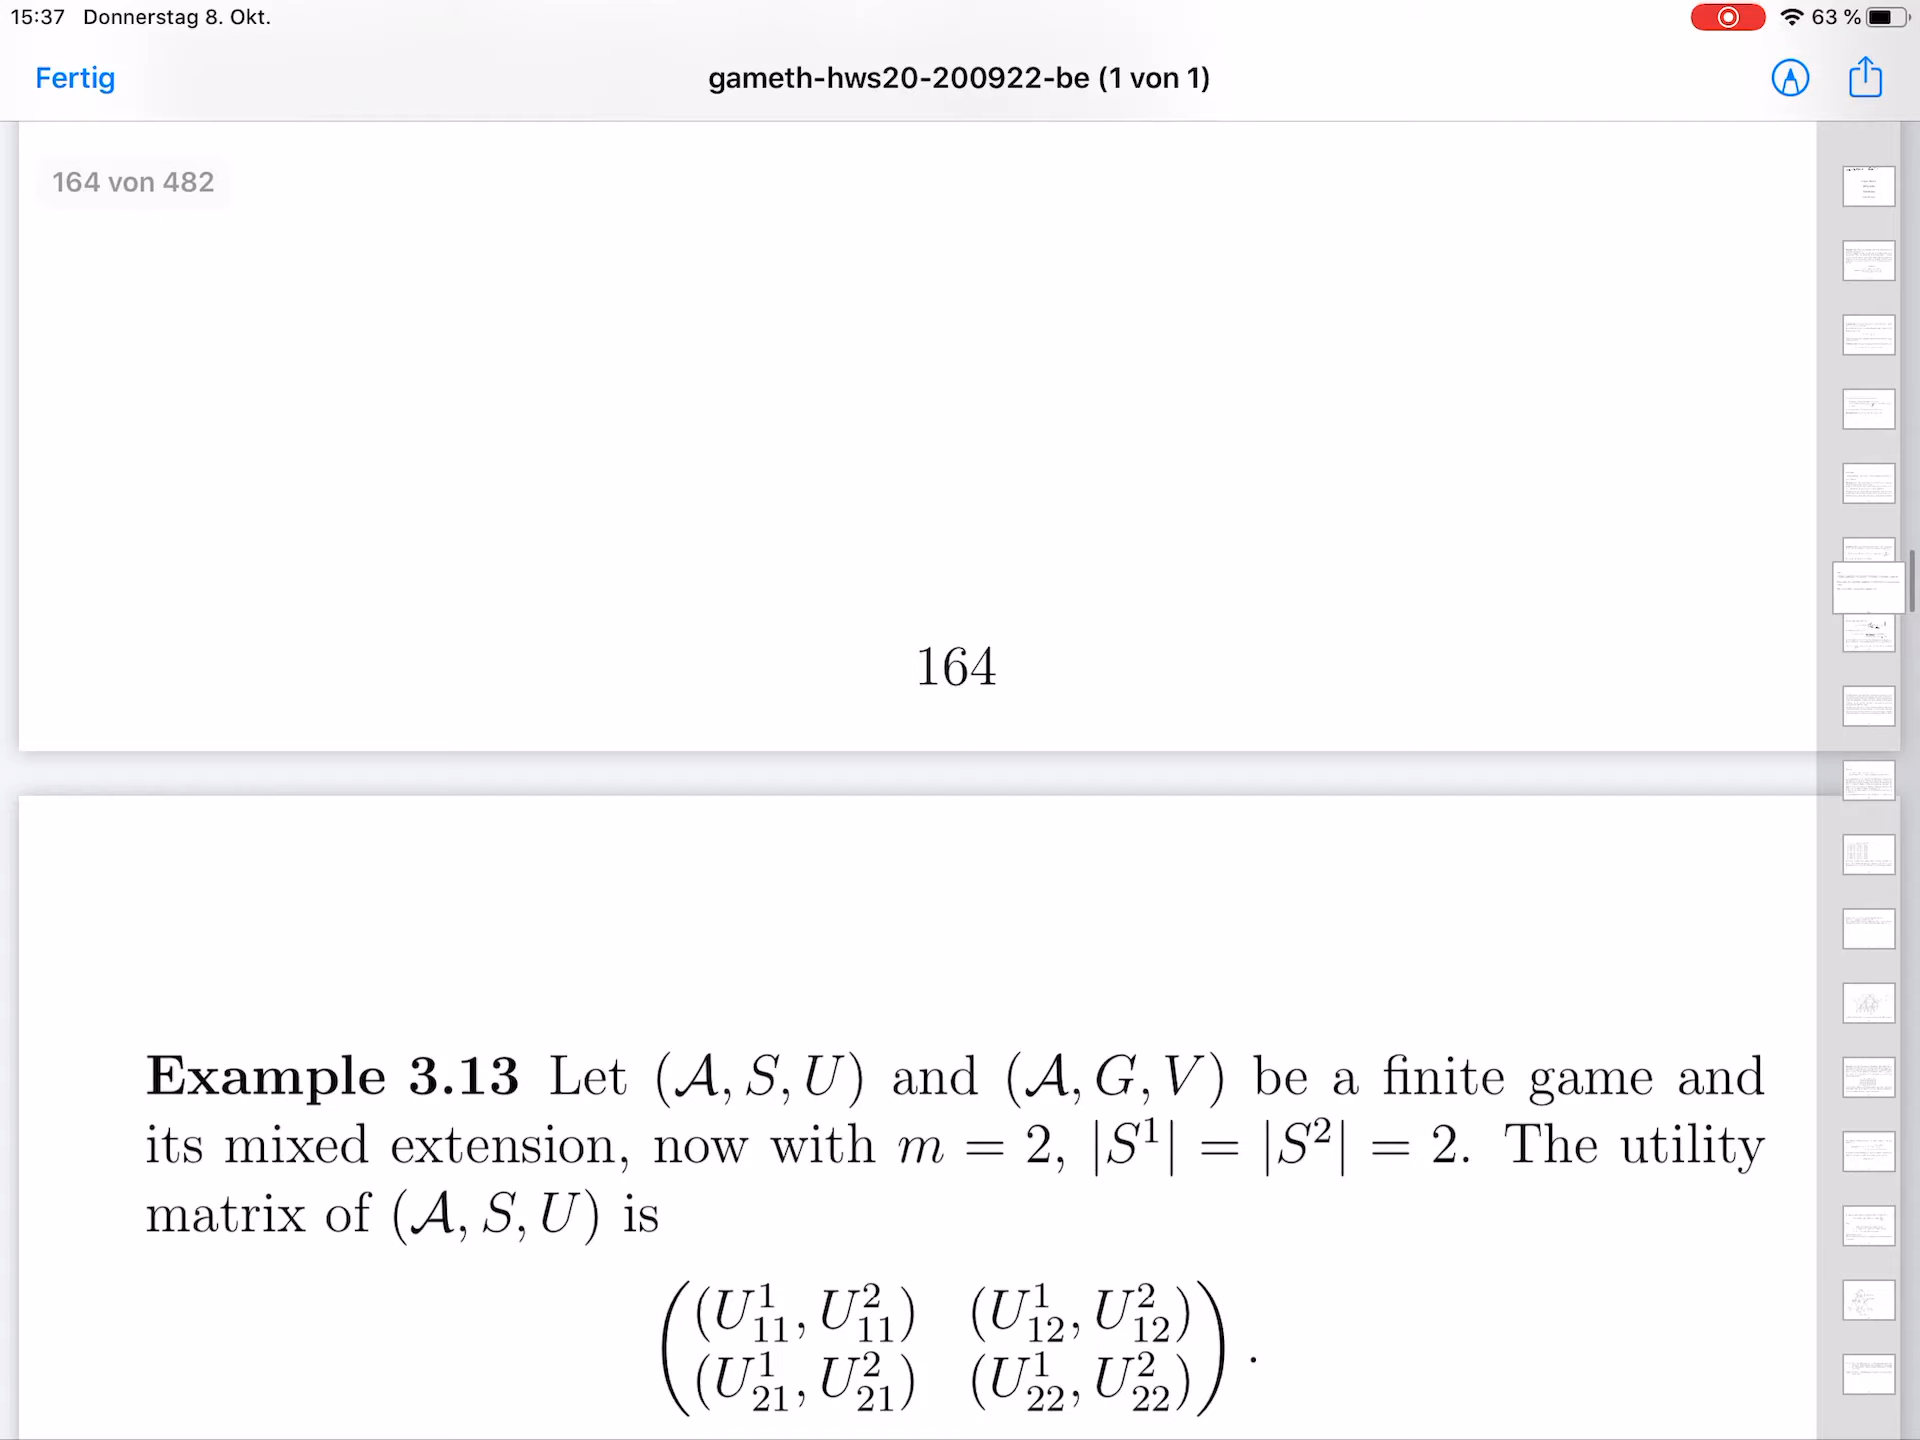 15:37 Donnerstag 8. Okt.
63 %
Fertig
gameth-hws20-200922-be (1 von 1)
164 von 482
164
Example 3.13 Let (𝒜, S, U) and (𝒜, G, V) be a finite game and
its mixed extension, now with m = 2, |S¹| = |S²| = 2. The utility
matrix of (𝒜, S, U) is
((U¹₁₁, U²₁₁) (U¹₁₂, U²₁₂)
(U¹₂₁, U²₂₁) (U¹₂₂, U²₂₂)).